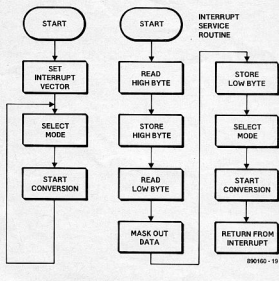 START
SET
INTERRUPT
VECTOR
SELECT
MODE
START
CONVERSION
START
READ
HIGH BYTE
STORE
HIGH BYTE
READ
LOW BYTE
MASK OUT
DATA
INTERRUPT
SERVICE
ROUTINE
STORE
LOW BYTE
SELECT
MODE
START
CONVERSION
RETURN FROM
INTERRUPT
890160 - 19